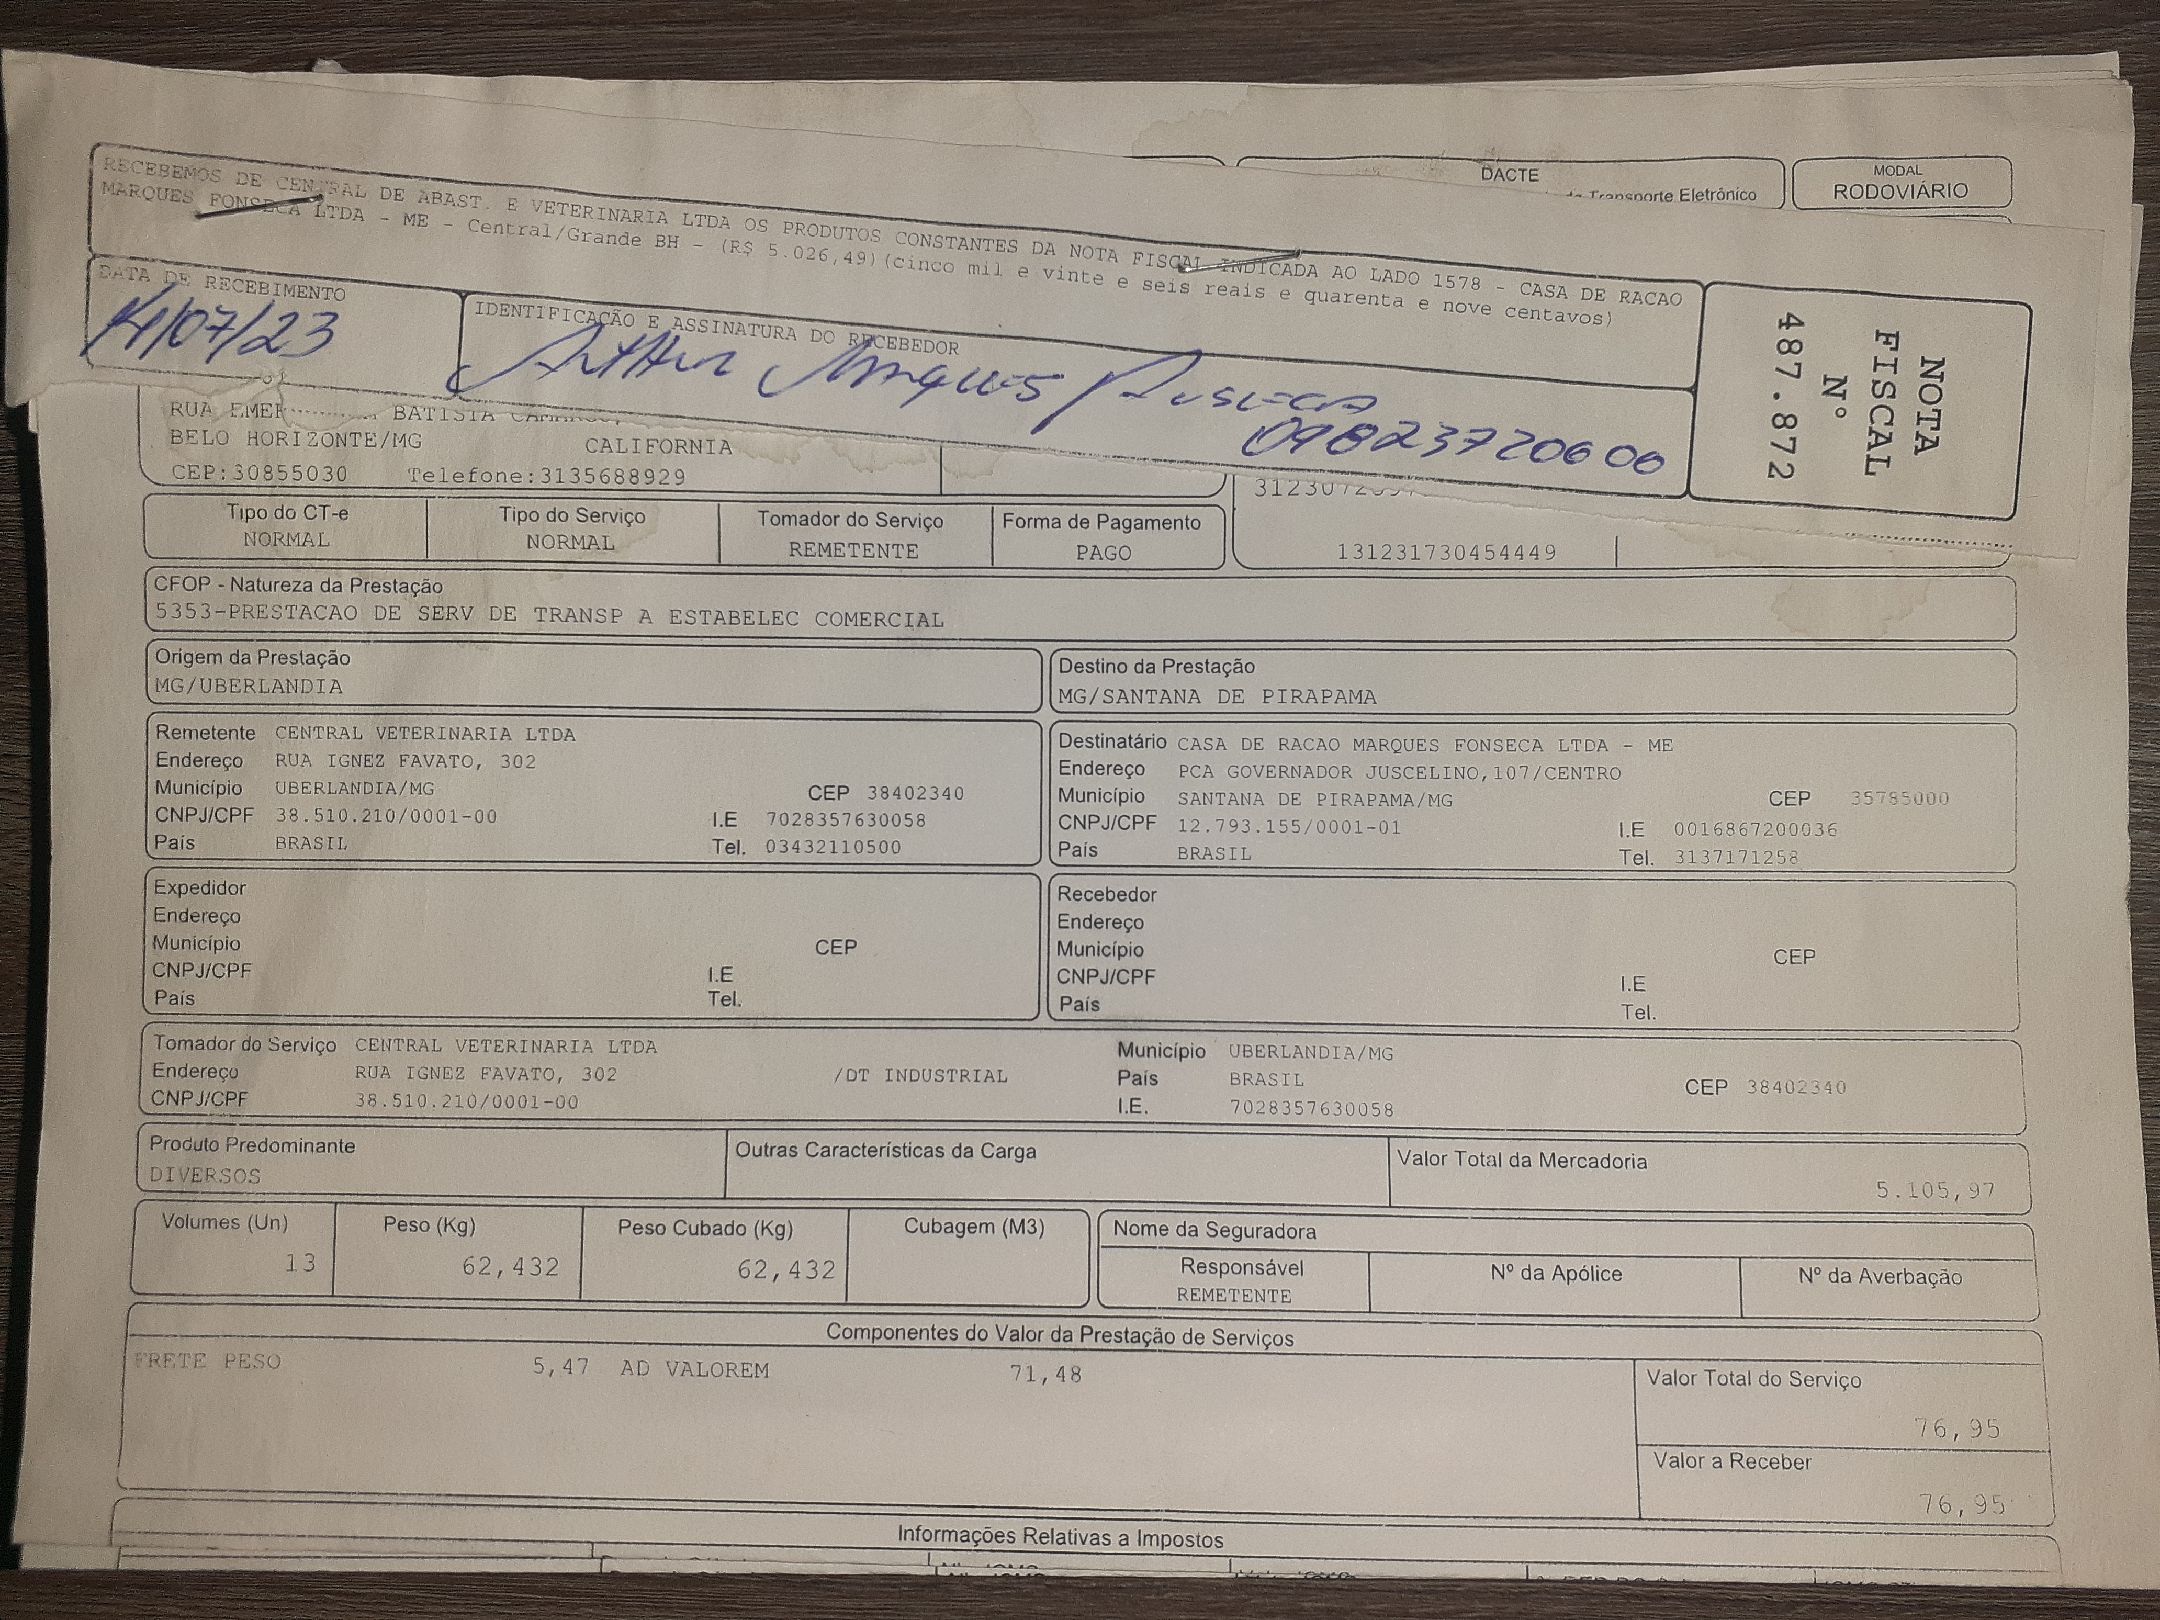 RECEBEMOS DE CENTRAL DE ABAST. E VETERINARIA LTDA OS PRODUTOS CONSTANTES DA NOTA FISCAL INDICADA AO LADO 1578 - CASA DE RACAO
MARQUES FONSECA LTDA - ME - Central/Grande BH - (R$ 5.026,49)(cinco mil e vinte e seis reais e quarenta e nove centavos)
DATA DE RECEBIMENTO
14/07/23
IDENTIFICAÇÃO E ASSINATURA DO RECEBEDOR
Arthur Marques Fonseca
NOTA
FISCAL
N°
487.872
DACTE
Transporte Eletrônico
MODAL
RODOVIÁRIO
RUA BATISTA
BELO HORIZONTE/MG CALIFORNIA
CEP:30855030 Telefone:3135688929
Tipo do CT-e
NORMAL
Tipo do Serviço
NORMAL
Tomador do Serviço
REMETENTE
Forma de Pagamento
PAGO
131231730454449
CFOP - Natureza da Prestação
5353-PRESTACAO DE SERV DE TRANSP A ESTABELEC COMERCIAL
Origem da Prestação
MG/UBERLANDIA
Destino da Prestação
MG/SANTANA DE PIRAPAMA
Remetente CENTRAL VETERINARIA LTDA
Endereço RUA IGNEZ FAVATO, 302
Município UBERLANDIA/MG CEP 38402340
CNPJ/CPF 38.510.210/0001-00 I.E 7028357630058
País BRASIL Tel. 03432110500
Destinatário CASA DE RACAO MARQUES FONSECA LTDA - ME
Endereço PCA GOVERNADOR JUSCELINO,107/CENTRO
Município SANTANA DE PIRAPAMA/MG CEP 35785000
CNPJ/CPF 12.793.155/0001-01 I.E 0016867200036
País BRASIL Tel. 3137171258
Expedidor
Endereço
Município CEP
CNPJ/CPF I.E
País Tel.
Recebedor
Endereço
Município CEP
CNPJ/CPF I.E
País Tel.
Tomador do Serviço CENTRAL VETERINARIA LTDA Município UBERLANDIA/MG
Endereço RUA IGNEZ FAVATO, 302 /DT INDUSTRIAL País BRASIL CEP 38402340
CNPJ/CPF 38.510.210/0001-00 I.E. 7028357630058
Produto Predominante
DIVERSOS
Outras Características da Carga
Valor Total da Mercadoria
5.105,97
Volumes (Un)
13
Peso (Kg)
62,432
Peso Cubado (Kg)
62,432
Cubagem (M3)
Nome da Seguradora
Responsável
REMETENTE
Nº da Apólice
Nº da Averbação
Componentes do Valor da Prestação de Serviços
FRETE PESO 5,47 AD VALOREM 71,48
Valor Total do Serviço
76,95
Valor a Receber
76,95
Informações Relativas a Impostos